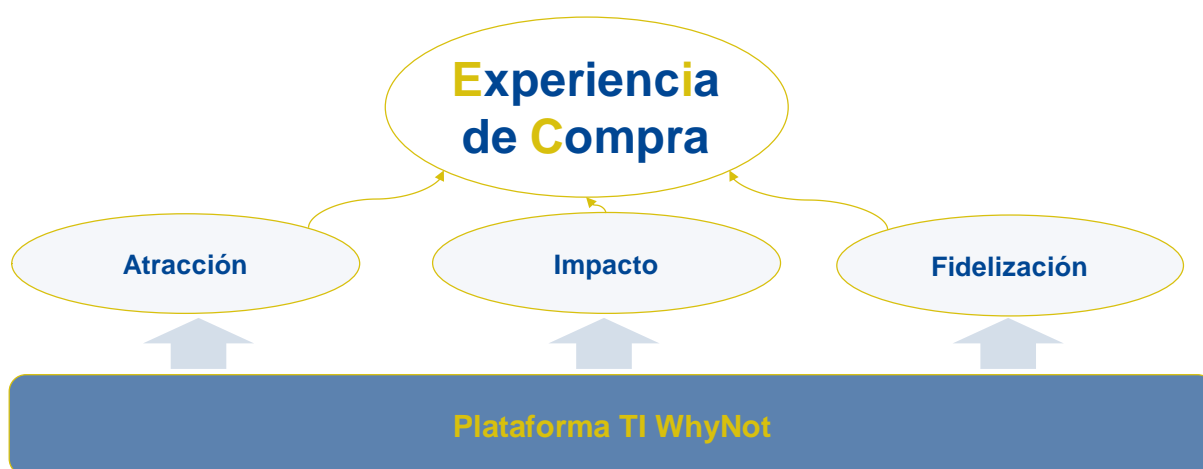 Experiencia
de Compra
Atracción
Impacto
Fidelización
Plataforma TI WhyNot